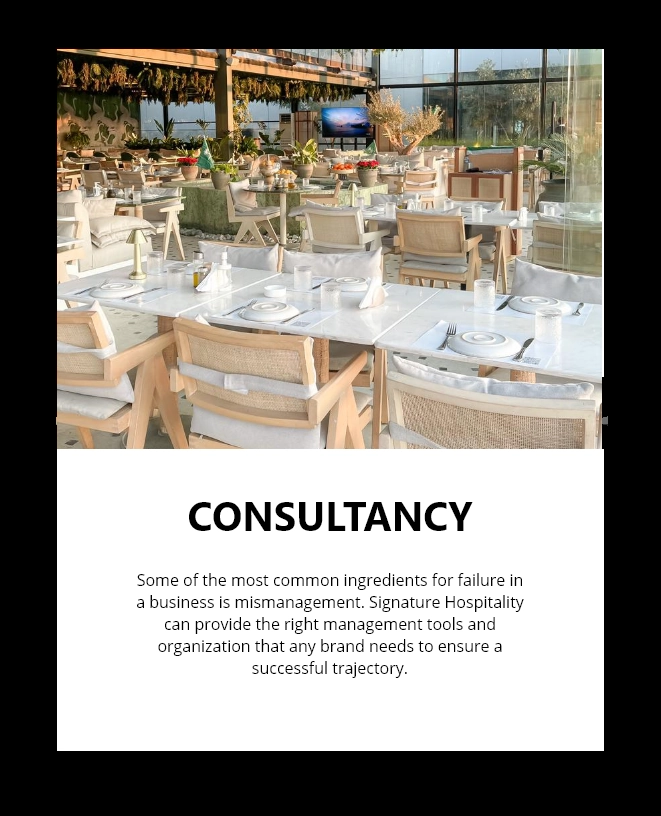 CONSULTANCY
Some of the most common ingredients for failure in
a business is mismanagement. Signature Hospitality
can provide the right management tools and
organization that any brand needs to ensure a
successful trajectory.